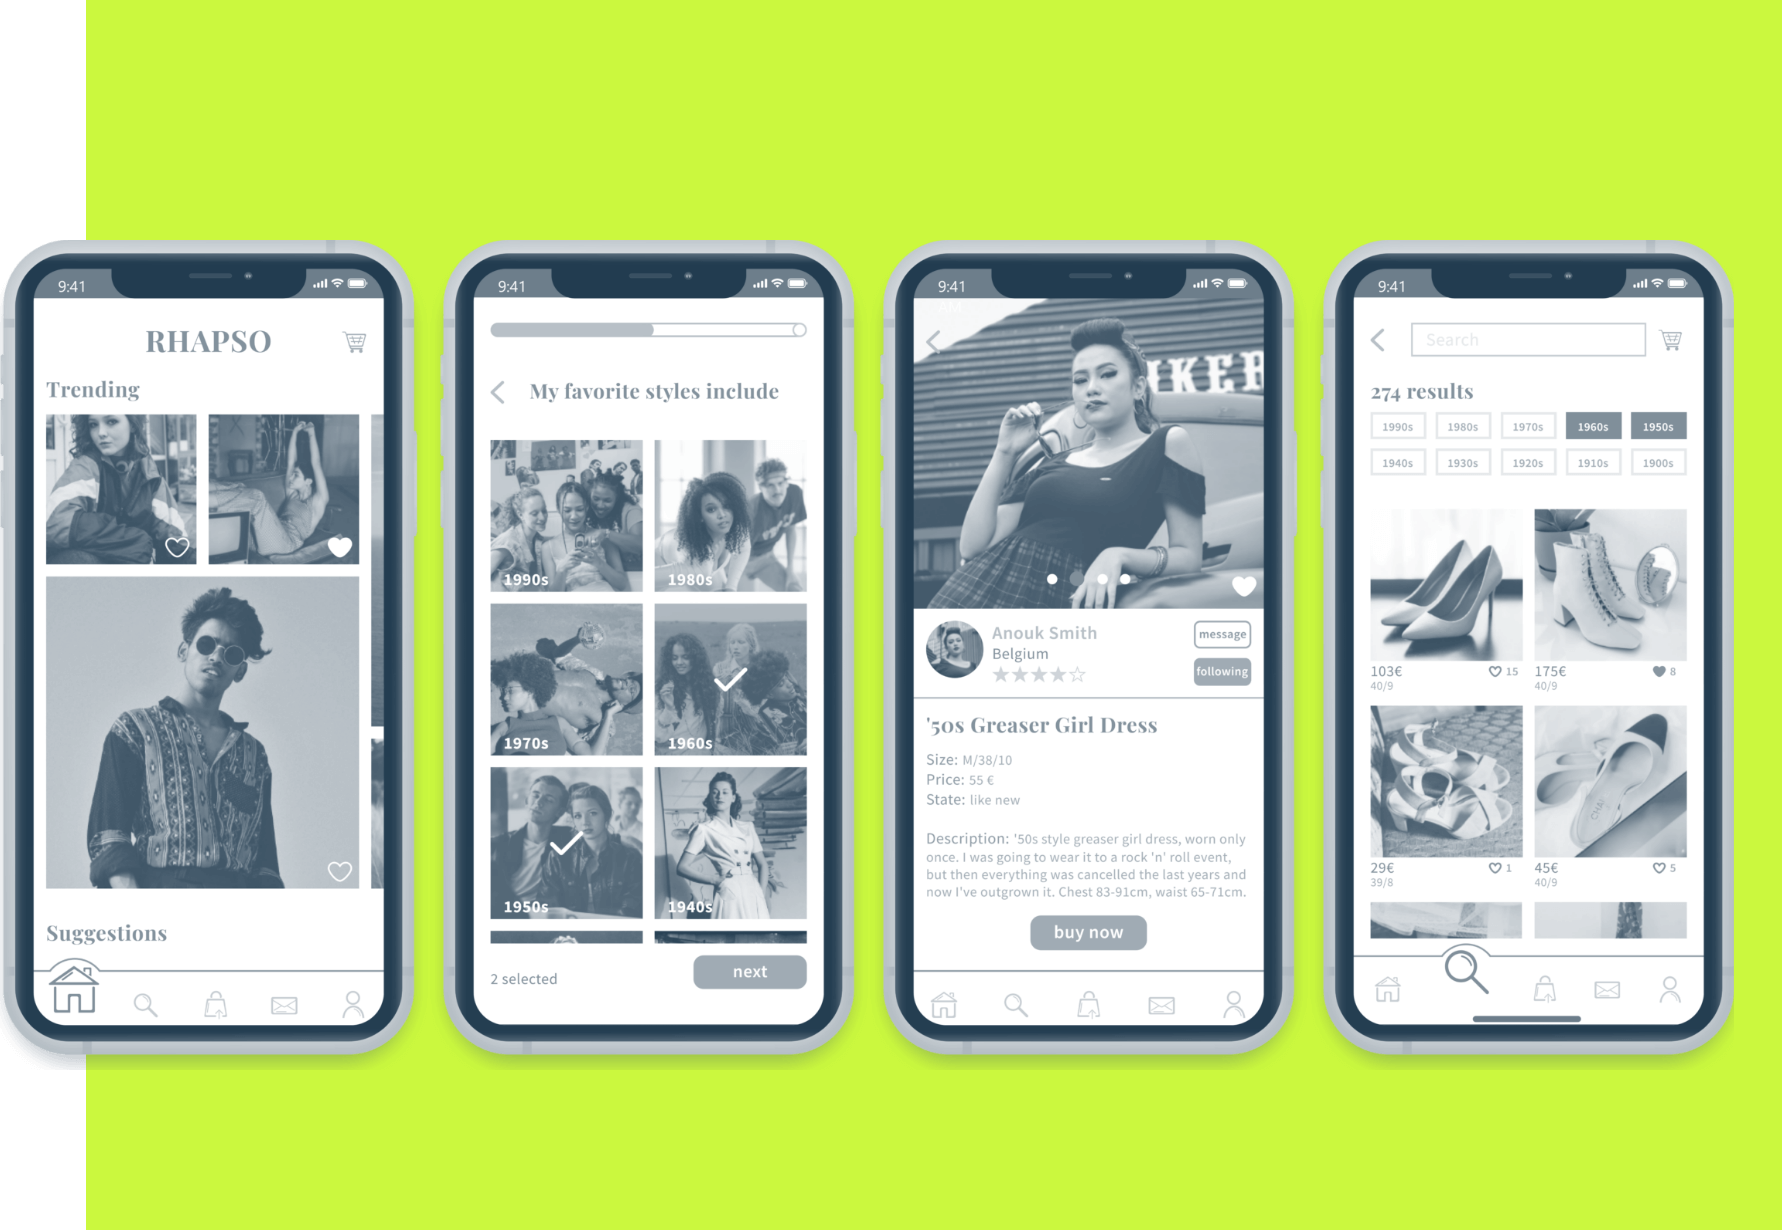 9:41
RHAPSO
Trending
Suggestions
9:41
My favorite styles include
1990s
1980s
1970s
1960s
1950s
1940s
2 selected
next
9:41
AM
IKER
Anouk Smith
Belgium
message
following
'50s Greaser Girl Dress
Size: M/38/10
Price: 55 €
State: like new
Description: '50s style greaser girl dress, worn only
once. I was going to wear it to a rock 'n' roll event,
but then everything was cancelled the last years and
now I've outgrown it. Chest 83-91cm, waist 65-71cm.
buy now
9:41
Search
274 results
1990s 1980s 1970s 1960s 1950s
1940s 1930s 1920s 1910s 1900s
103€ 15
40/9
175€ 8
40/9
29€ 1
39/8
45€ 5
40/9